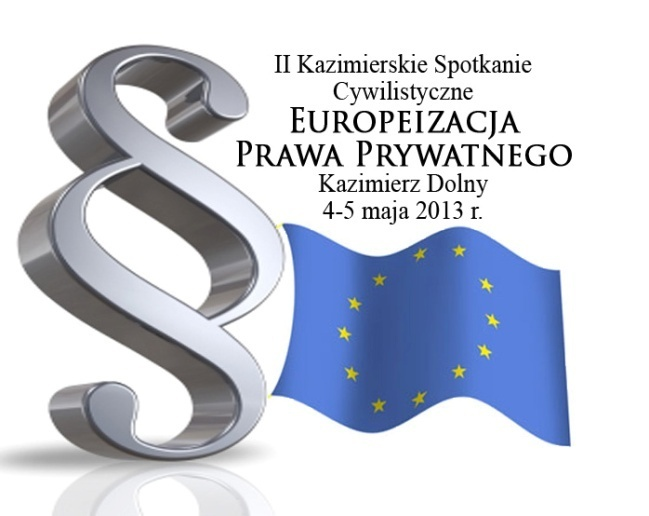 II Kazimierskie Spotkanie
Cywilistyczne
EUROPEIZACJA
PRAWA PRYWATNEGO
Kazimierz Dolny
4-5 maja 2013 r.
§